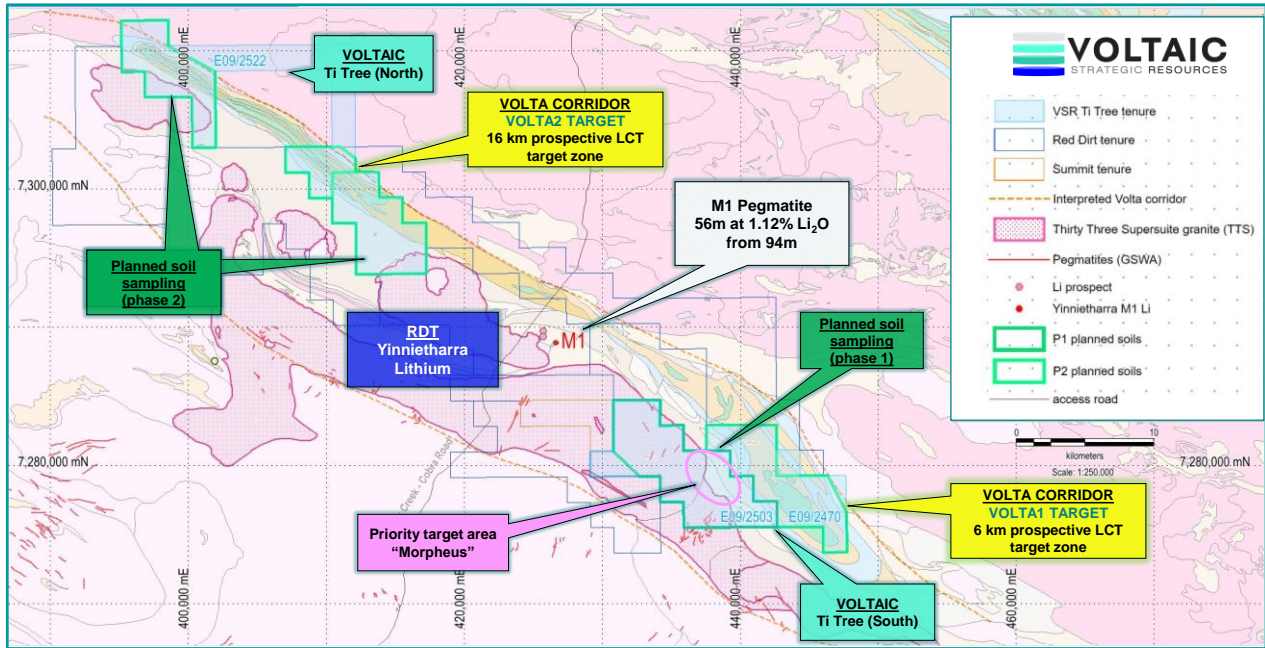 400,000 mE
420,000 mE
440,000 mE
E09/2522
VOLTAIC
Ti Tree (North)
VOLTA CORRIDOR
VOLTA2 TARGET
16 km prospective LCT
target zone
7,300,000 mN
M1 Pegmatite
56m at 1.12% Li₂O
from 94m
Planned soil
sampling
(phase 2)
RDT
Yinnietharra
Lithium
M1
Planned soil
sampling
(phase 1)
7,280,000 mN
7,280,000 mN
Creek - Cobra Road
Priority target area
“Morpheus”
E09/2503
E09/2470
VOLTA CORRIDOR
VOLTA1 TARGET
6 km prospective LCT
target zone
VOLTAIC
Ti Tree (South)
400,000 mE
420,000 mE
440,000 mE
460,000 mE
VOLTAIC
STRATEGIC RESOURCES
VSR Ti Tree tenure
Red Dirt tenure
Summit tenure
Interpreted Volta corridor
Thirty Three Supersuite granite (TTS)
Pegmatites (GSWA)
Li prospect
Yinnietharra M1 Li
P1 planned soils
P2 planned soils
access road
0
10
kilometers
Scale: 1:250,000